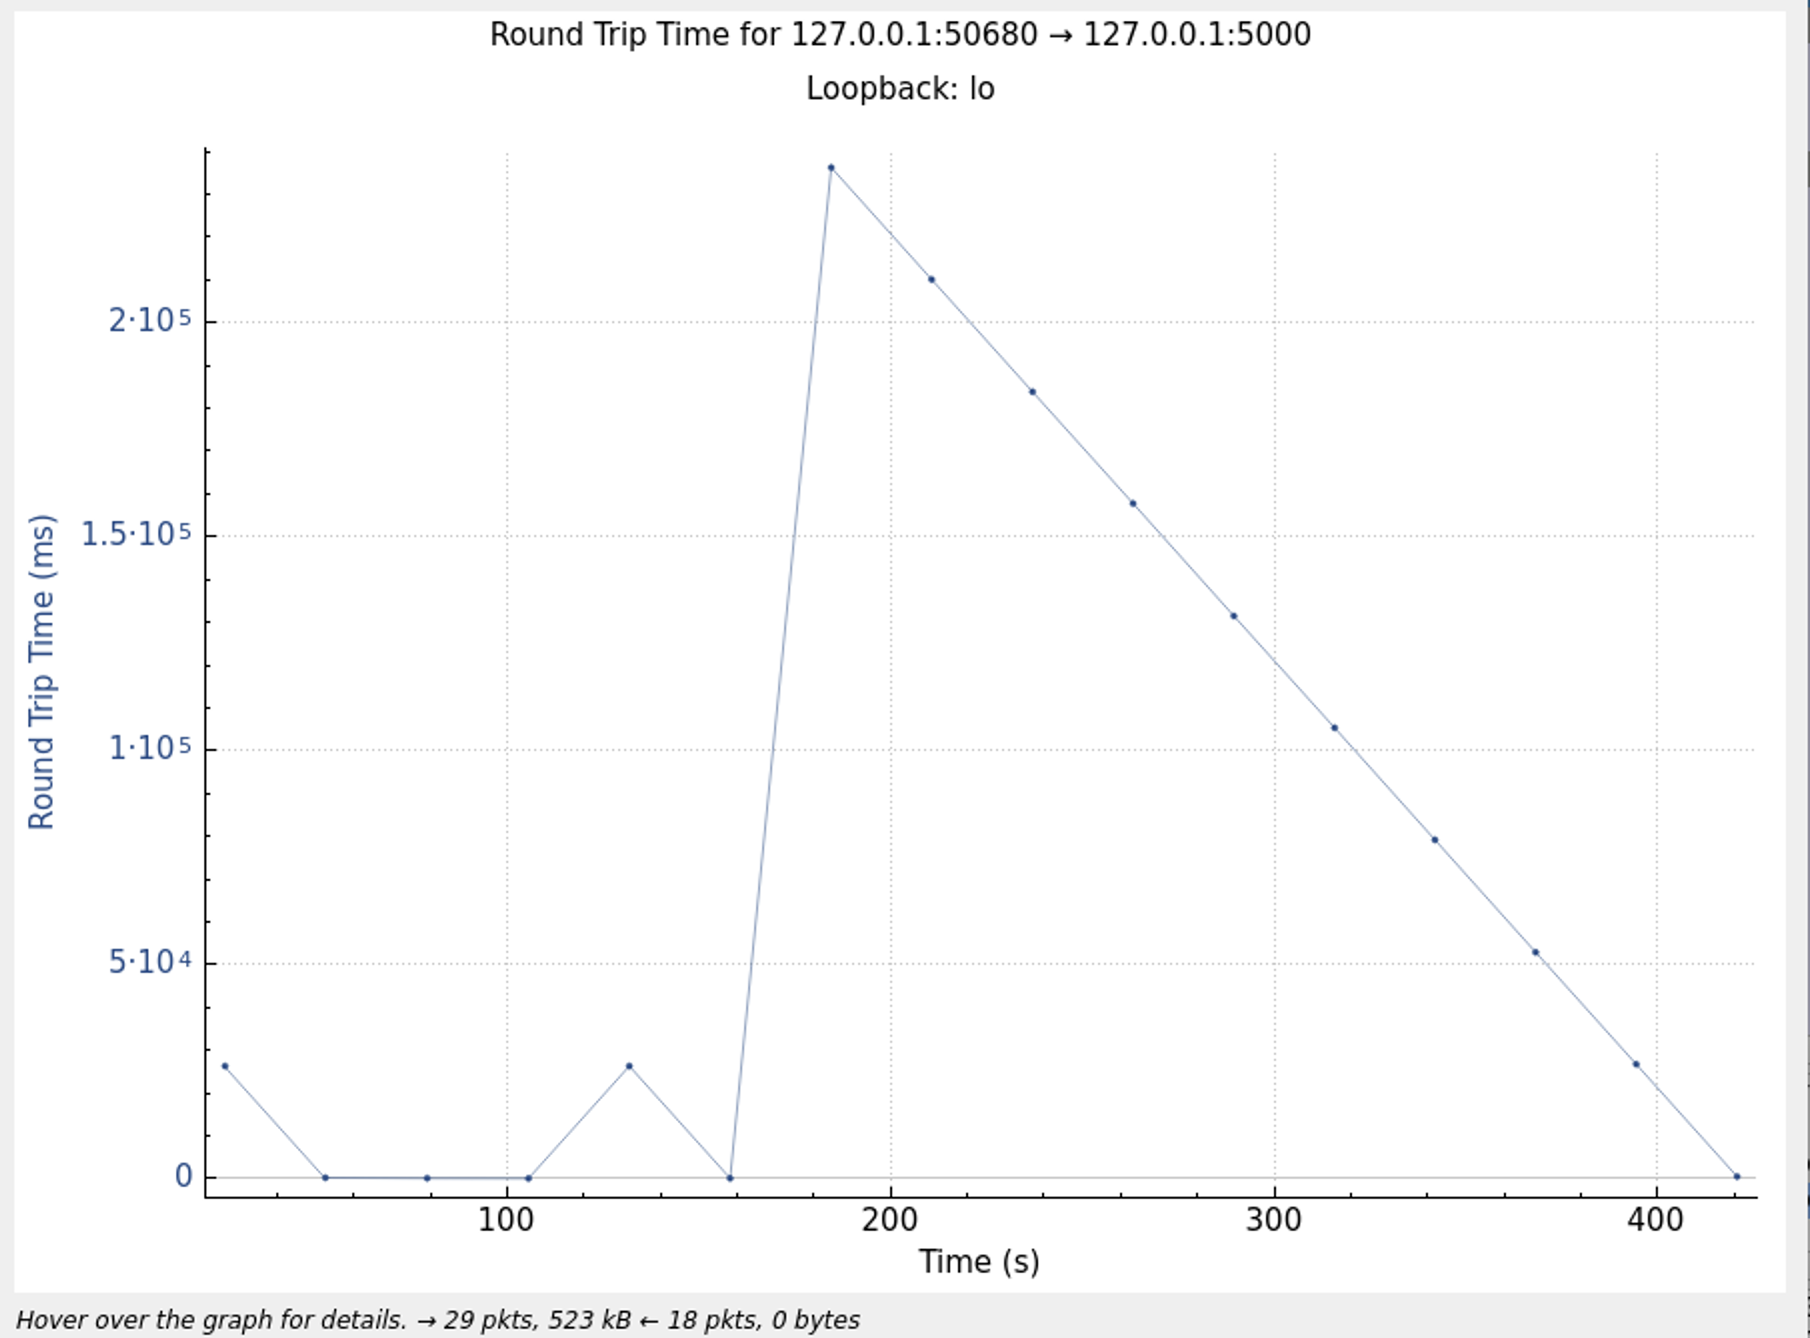 Round Trip Time for 127.0.0.1:50680 → 127.0.0.1:5000
Loopback: lo
Round Trip Time (ms)
2·10⁵
1.5·10⁵
1·10⁵
5·10⁴
0
100 200 300 400
Time (s)
Hover over the graph for details. → 29 pkts, 523 kB ← 18 pkts, 0 bytes